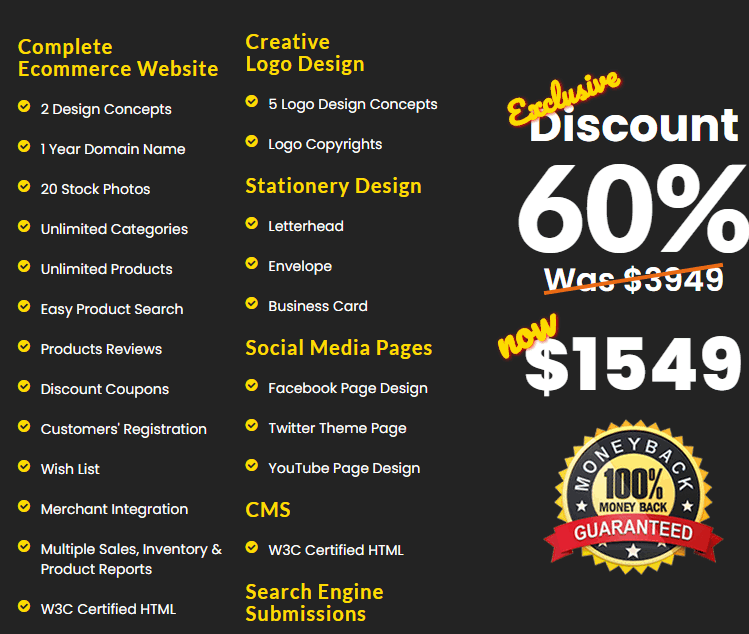 Complete
Ecommerce Website
2 Design Concepts
1 Year Domain Name
20 Stock Photos
Unlimited Categories
Unlimited Products
Easy Product Search
Products Reviews
Discount Coupons
Customers' Registration
Wish List
Merchant Integration
Multiple Sales, Inventory &
Product Reports
W3C Certified HTML
Creative
Logo Design
5 Logo Design Concepts
Logo Copyrights
Stationery Design
Letterhead
Envelope
Business Card
Social Media Pages
Facebook Page Design
Twitter Theme Page
YouTube Page Design
CMS
W3C Certified HTML
Search Engine
Submissions
Exclusive
Discount
60%
Was $3949
now
$1549
MONEYBACK
100%
MONEY BACK
GUARANTEED